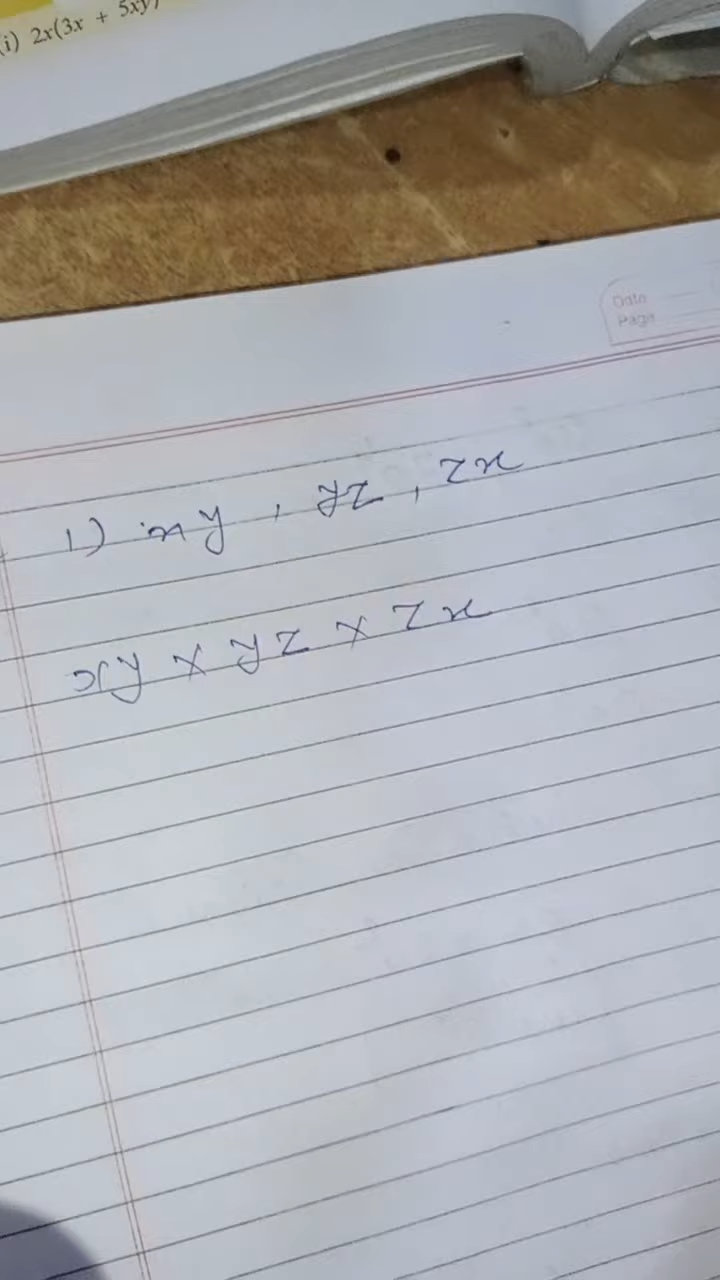 (i) 2x(3x + 5xy)
Date
Page
1) xy , yz , zx
xy × yz × zx